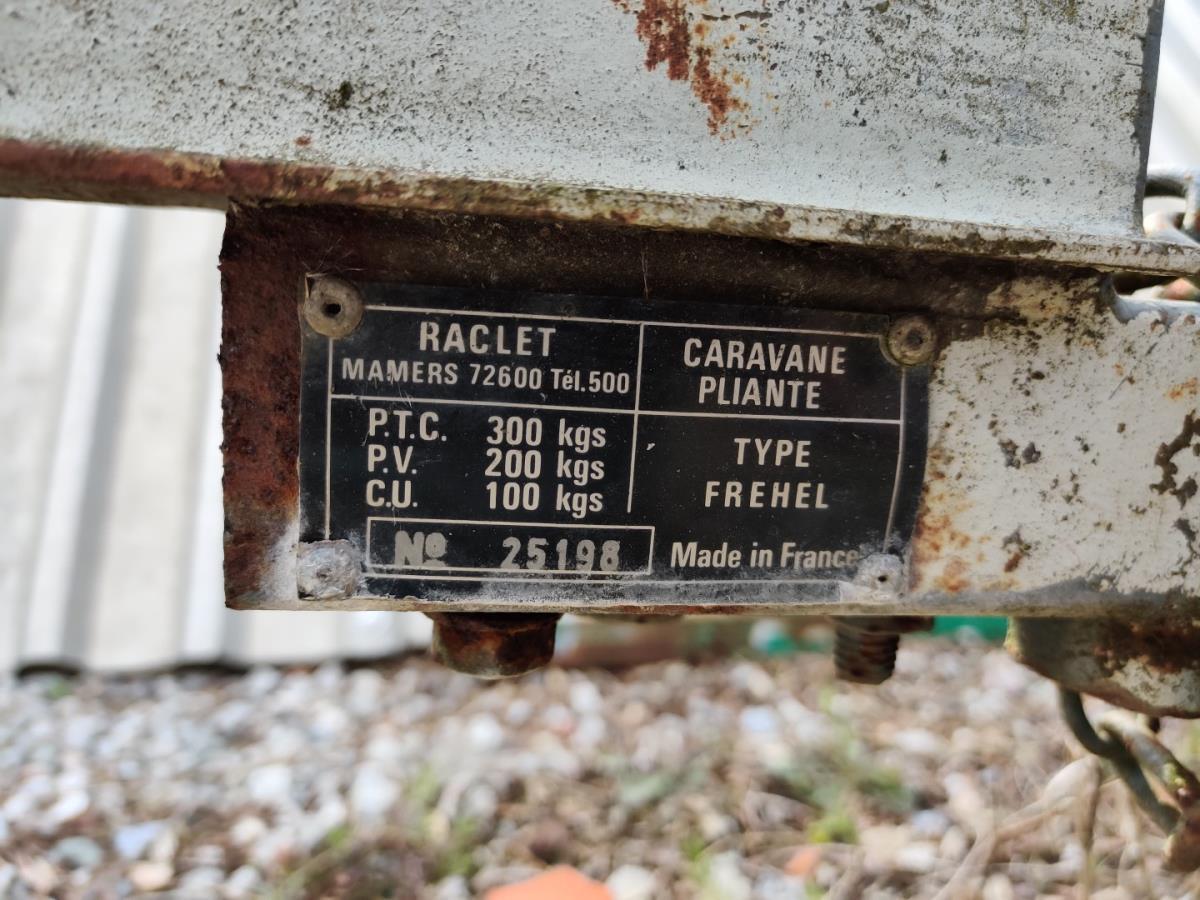 RACLET
MAMERS 72600 Tél.500
CARAVANE
PLIANTE
P.T.C. 300 kgs
P.V. 200 kgs
C.U. 100 kgs
TYPE
FREHEL
Nº 25198
Made in France